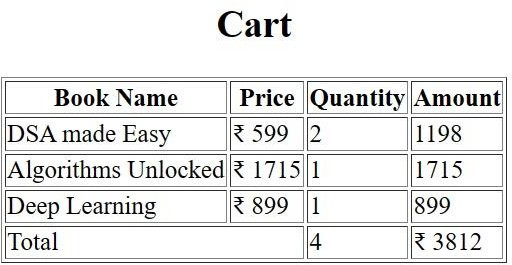 Cart
Book Name Price Quantity Amount
DSA made Easy ₹ 599 2 1198
Algorithms Unlocked ₹ 1715 1 1715
Deep Learning ₹ 899 1 899
Total 4 ₹ 3812